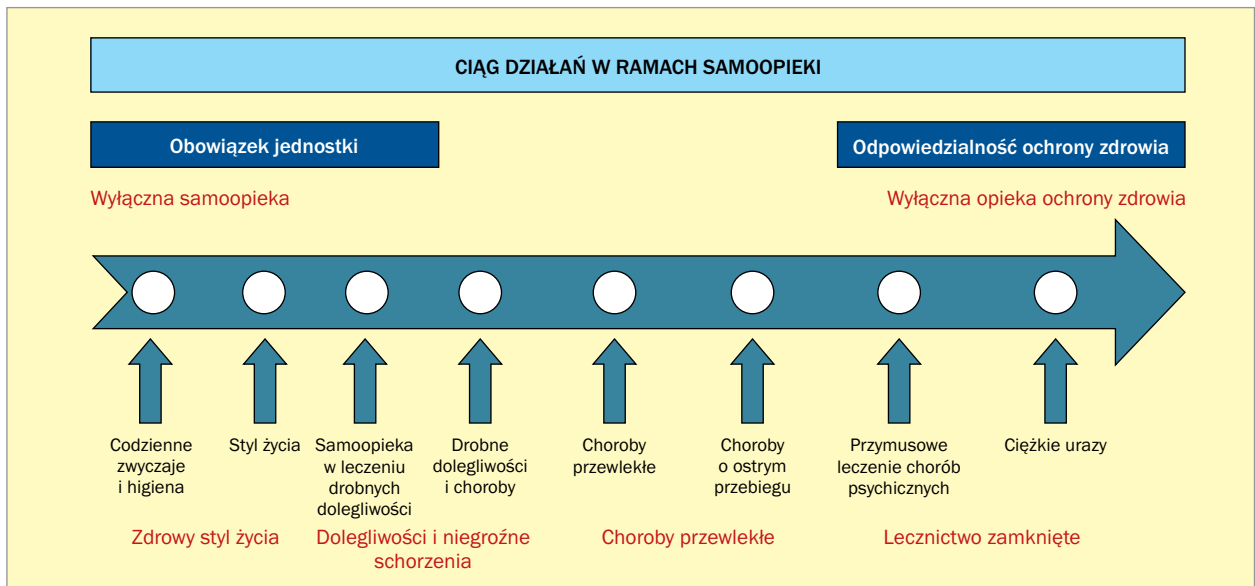 CIĄG DZIAŁAŃ W RAMACH SAMOOPIEKI
Obowiązek jednostki
Odpowiedzialność ochrony zdrowia
Wyłączna samoopieka
Wyłączna opieka ochrony zdrowia
Codzienne
zwyczaje
i higiena
Styl życia
Samoopieka
w leczeniu
drobnych
dolegliwości
Drobne
dolegliwości
i choroby
Choroby
przewlekłe
Choroby
o ostrym
przebiegu
Przymusowe
leczenie chorób
psychicznych
Ciężkie urazy
Zdrowy styl życia
Dolegliwości i niegroźne
schorzenia
Choroby przewlekłe
Lecznictwo zamknięte